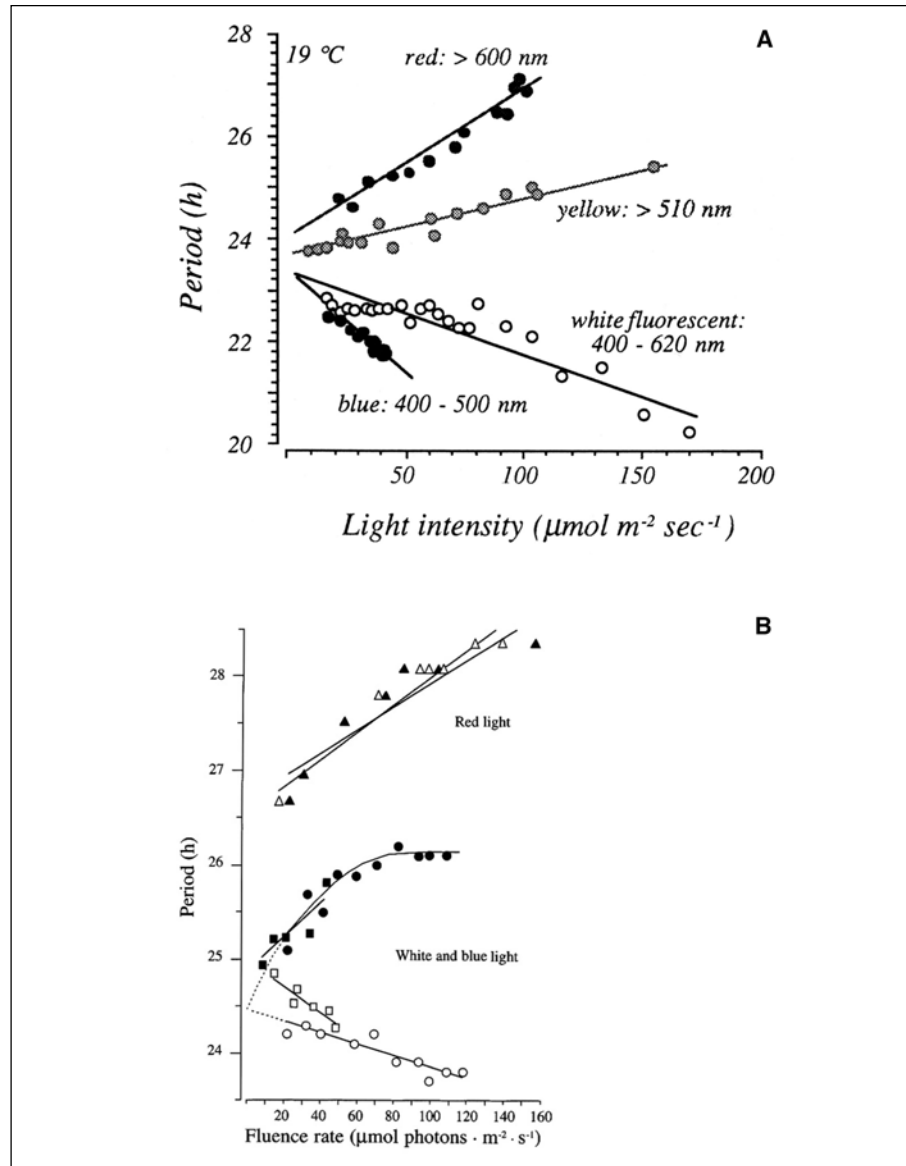 A
28
26
24
22
20
Period (h)
19 °C
red: > 600 nm
yellow: > 510 nm
white fluorescent:
400 - 620 nm
blue: 400 - 500 nm
50
100
150
200
Light intensity (μmol m-2 sec-1)
B
28
27
26
25
24
Period (h)
Red light
White and blue light
20
40
60
80
100
120
140
160
Fluence rate (μmol photons · m-2 · s-1)